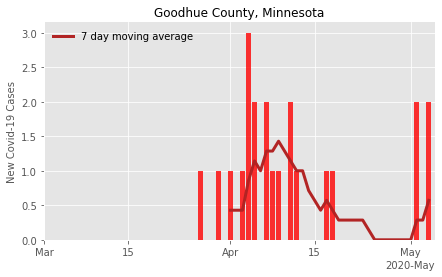 Goodhue County, Minnesota
7 day moving average
New Covid-19 Cases
3.0
2.5
2.0
1.5
1.0
0.5
0.0
Mar 15 Apr 15 May
2020-May